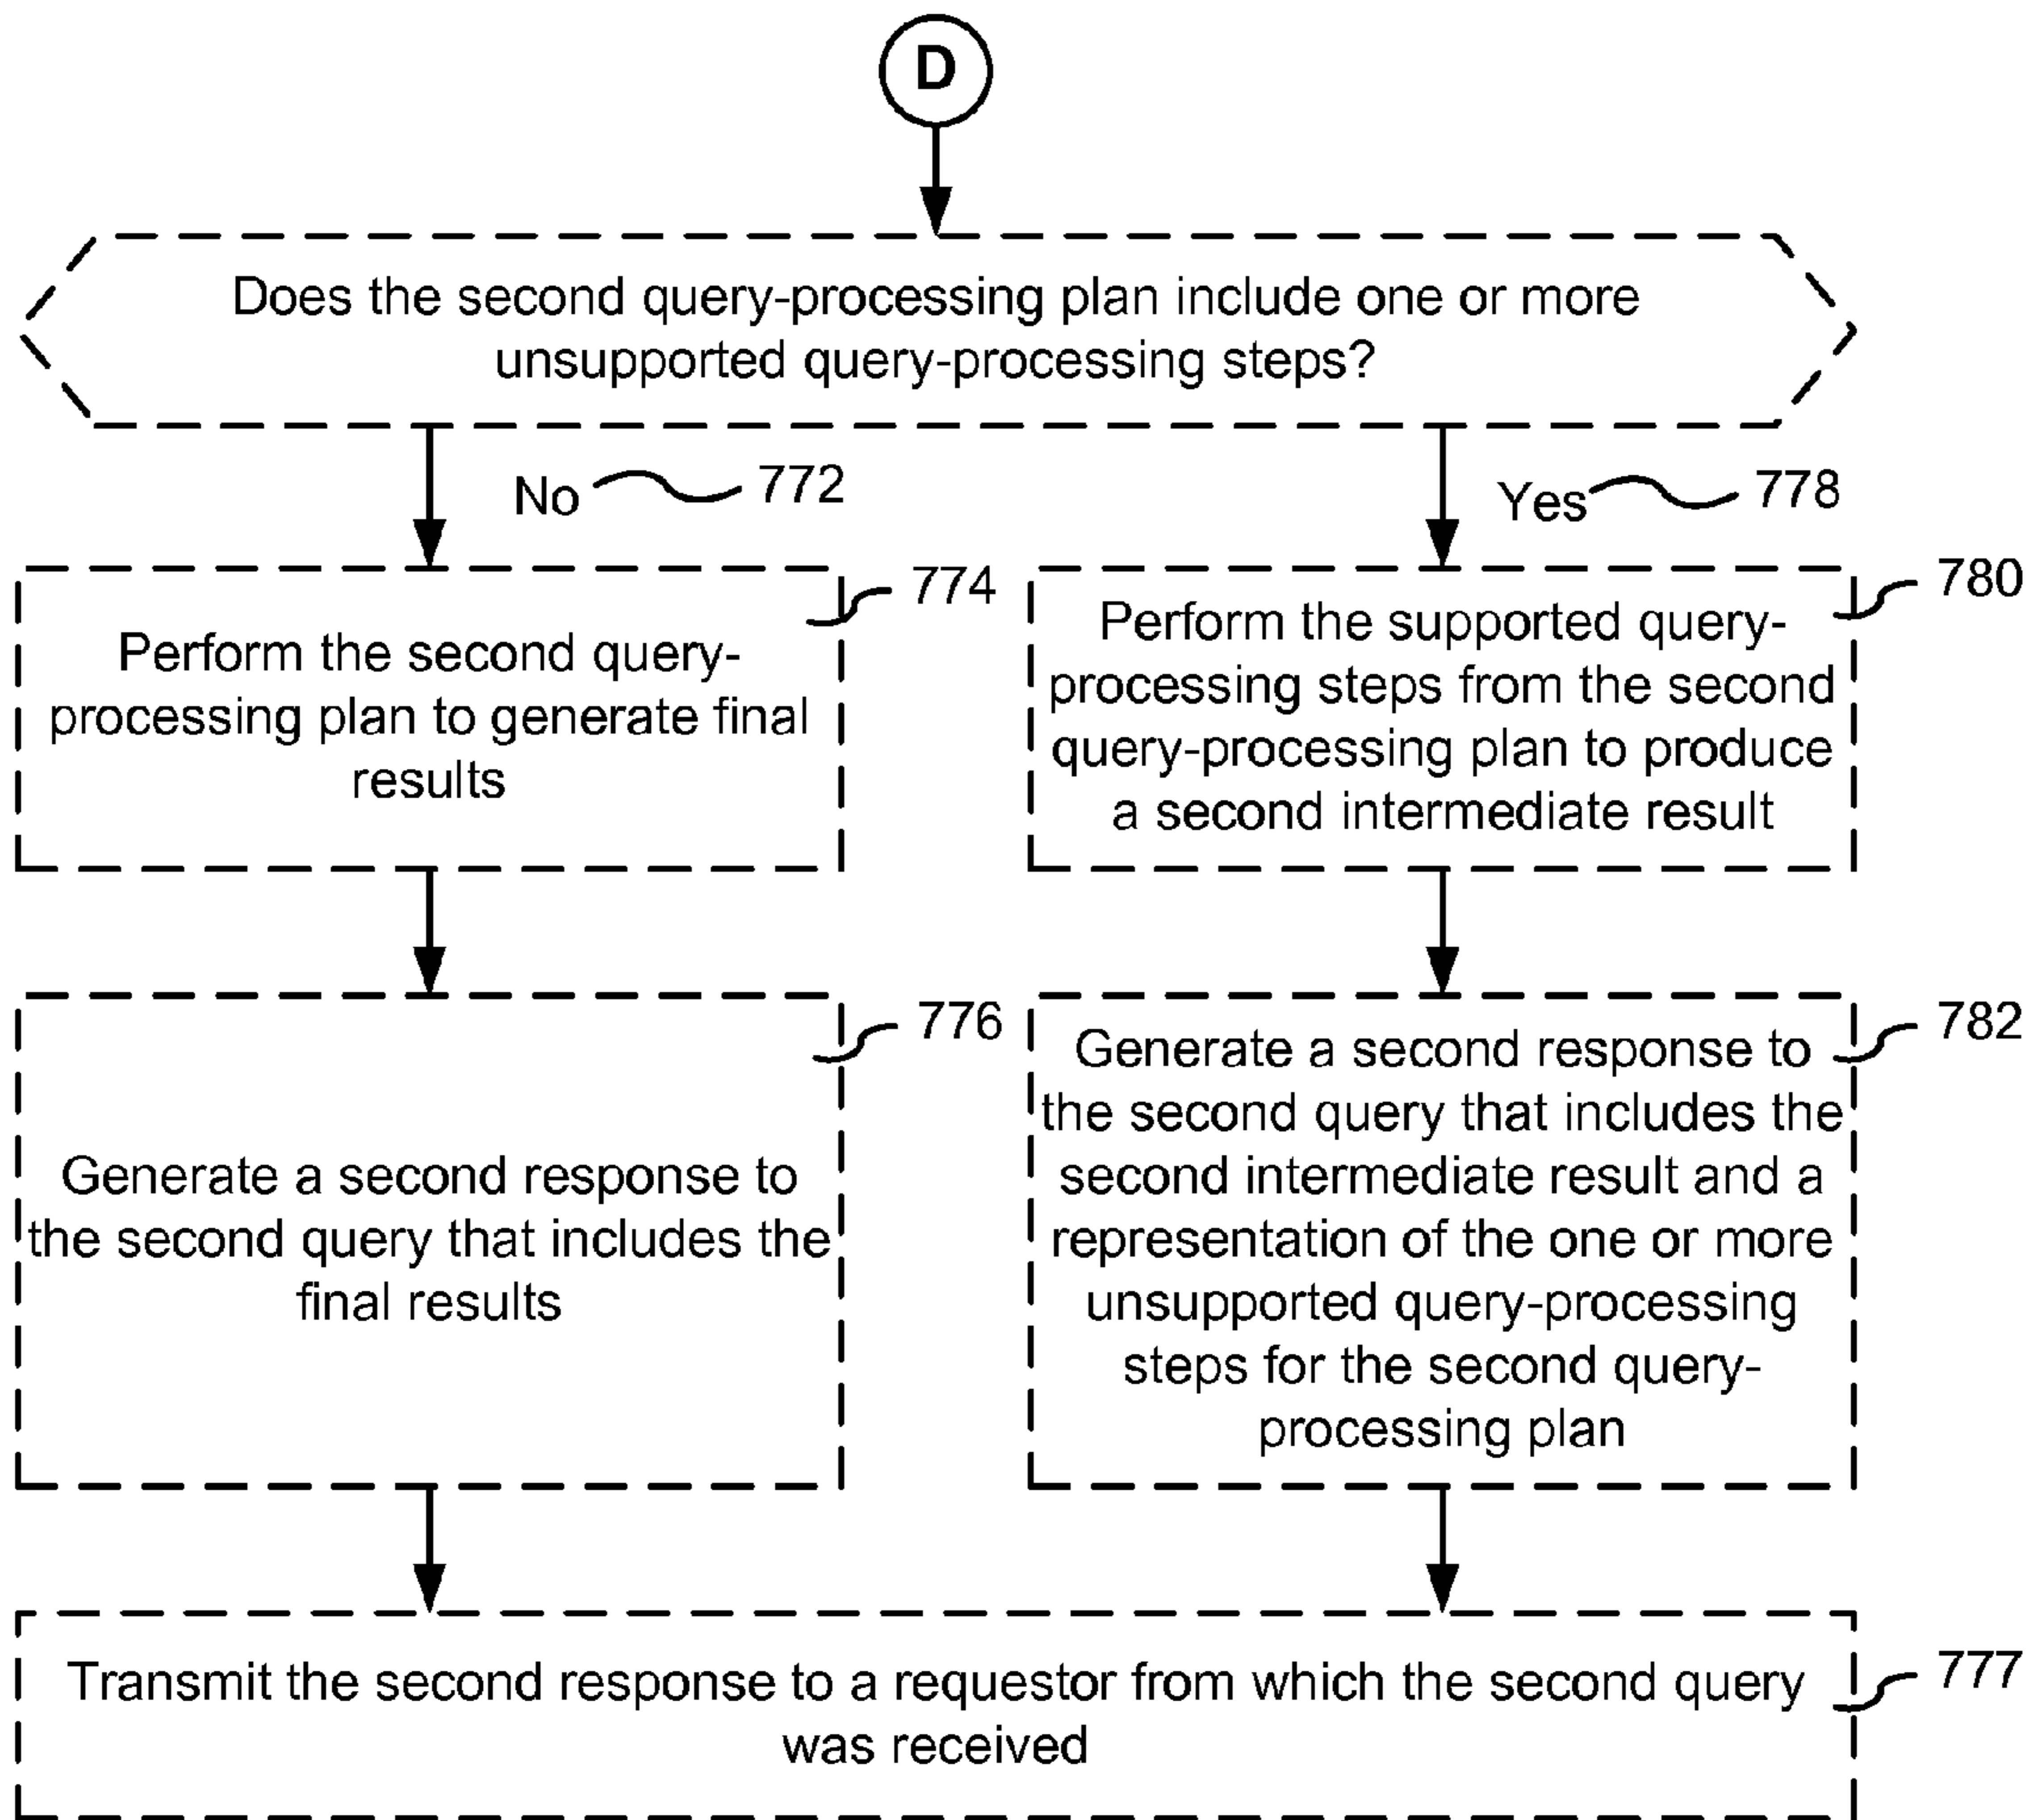 D
Does the second query-processing plan include one or more
unsupported query-processing steps?
No
772
Yes
778
774
Perform the second query-
processing plan to generate final
results
780
Perform the supported query-
processing steps from the second
query-processing plan to produce
a second intermediate result
776
Generate a second response to
the second query that includes the
final results
782
Generate a second response to
the second query that includes the
second intermediate result and a
representation of the one or more
unsupported query-processing
steps for the second query-
processing plan
777
Transmit the second response to a requestor from which the second query
was received